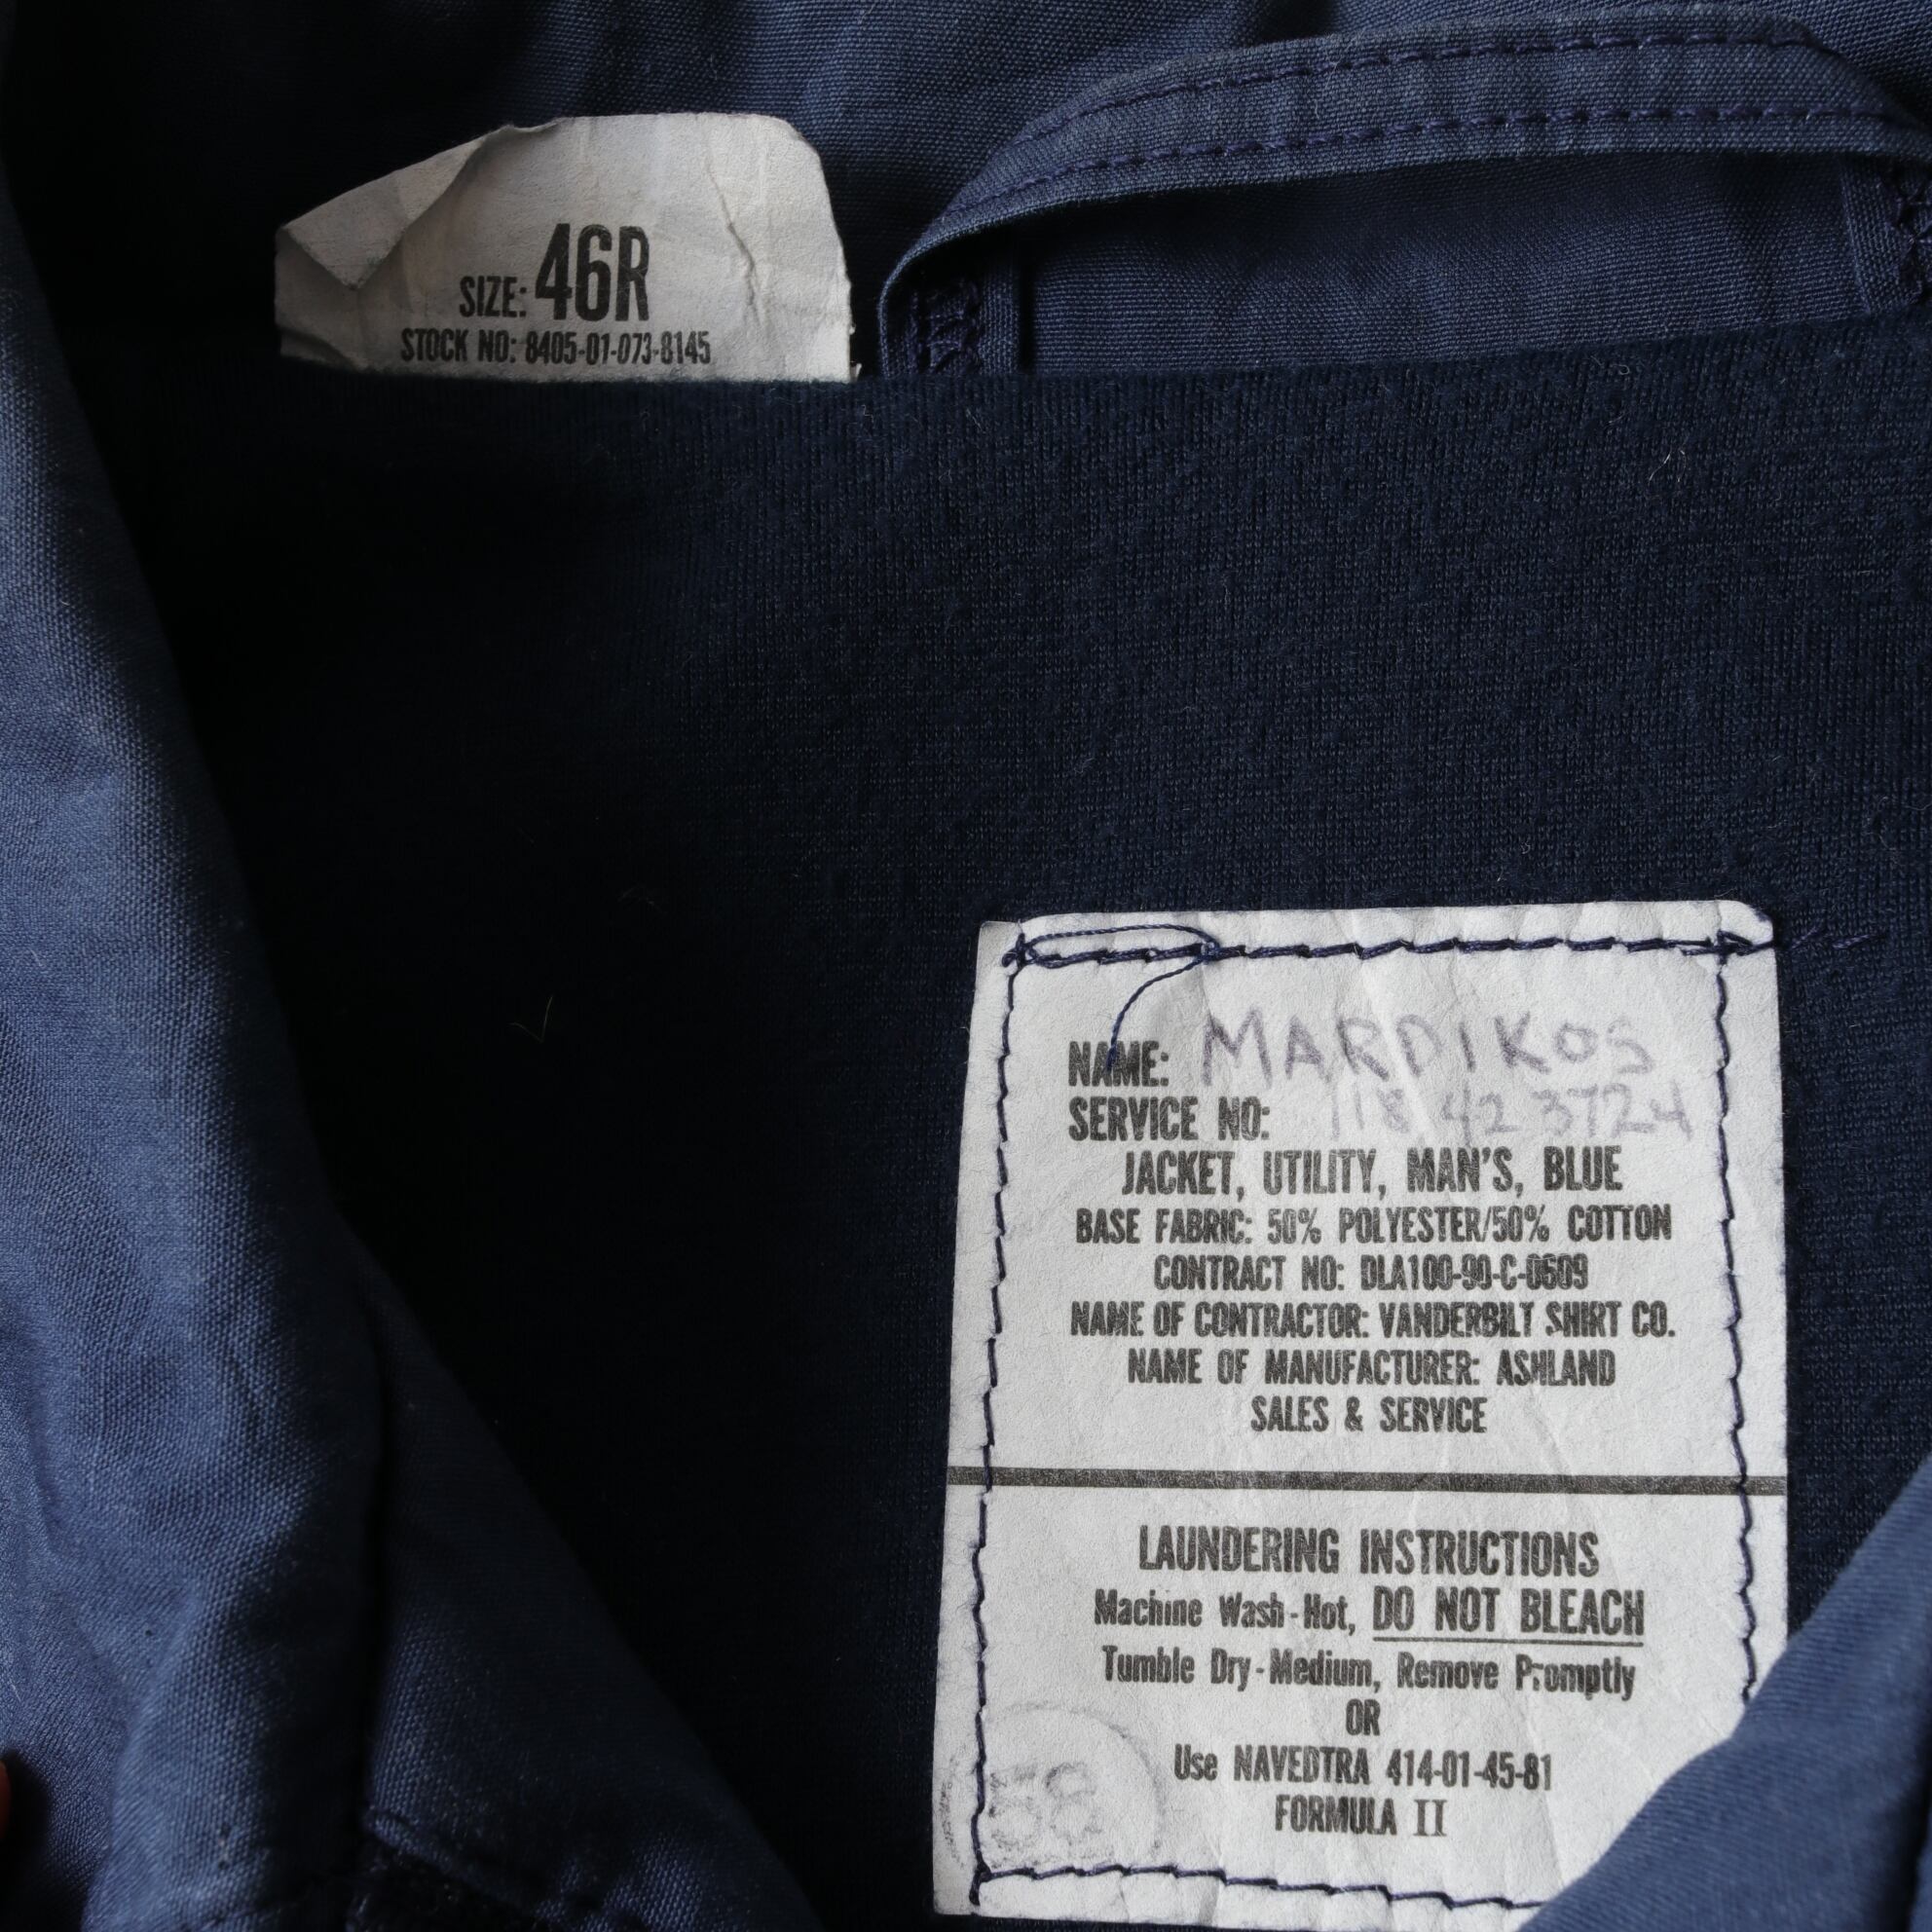 SIZE: 46R
STOCK NO: 8405-01-073-8145
NAME: MARDIKOS
SERVICE NO: 118 42 3724
JACKET, UTILITY, MAN'S, BLUE
BASE FABRIC: 50% POLYESTER/50% COTTON
CONTRACT NO: DLA100-90-C-0609
NAME OF CONTRACTOR: VANDERBILT SHIRT CO.
NAME OF MANUFACTURER: ASHLAND
SALES & SERVICE
LAUNDERING INSTRUCTIONS
Machine Wash-Hot, DO NOT BLEACH
Tumble Dry-Medium, Remove Promptly
OR
Use NAVEDTRA 414-01-45-81
FORMULA II